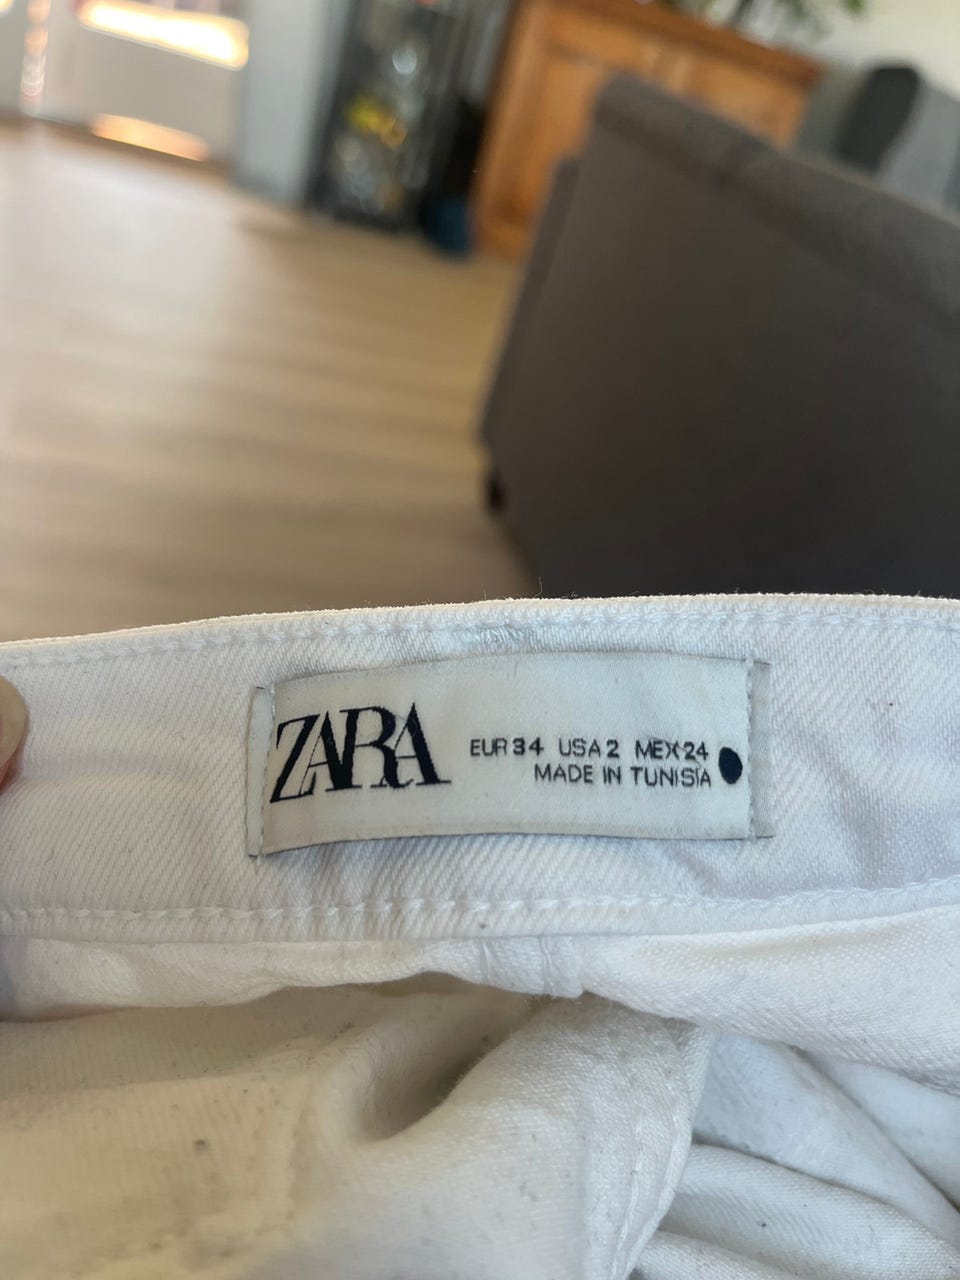 ZARA
EUR 34 USA 2 MEX 24
MADE IN TUNISIA